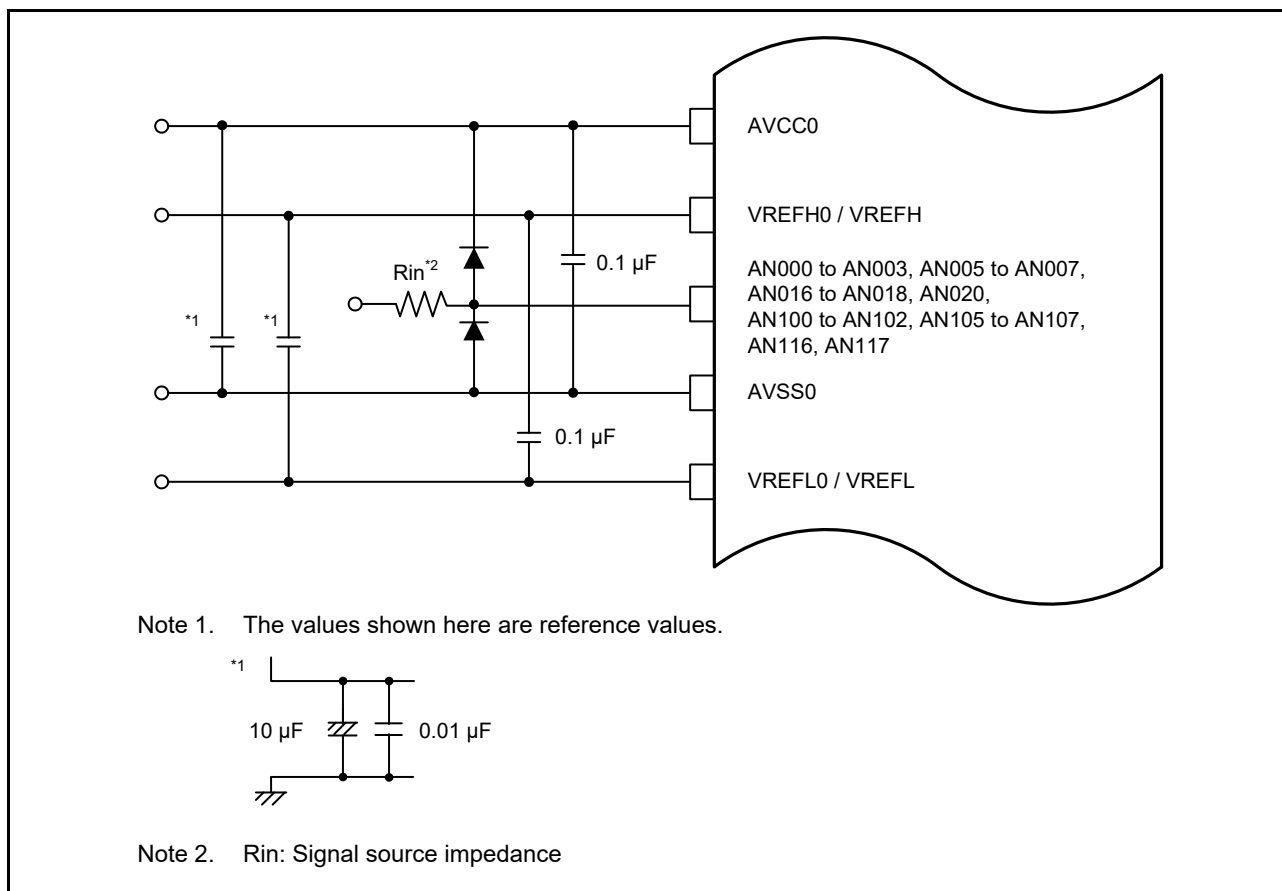 AVCC0
VREFH0 / VREFH
Rin*2
0.1 µF
AN000 to AN003, AN005 to AN007,
AN016 to AN018, AN020,
AN100 to AN102, AN105 to AN107,
AN116, AN117
*1
*1
AVSS0
0.1 µF
VREFL0 / VREFL
Note 1. The values shown here are reference values.
*1
10 µF
0.01 µF
Note 2. Rin: Signal source impedance